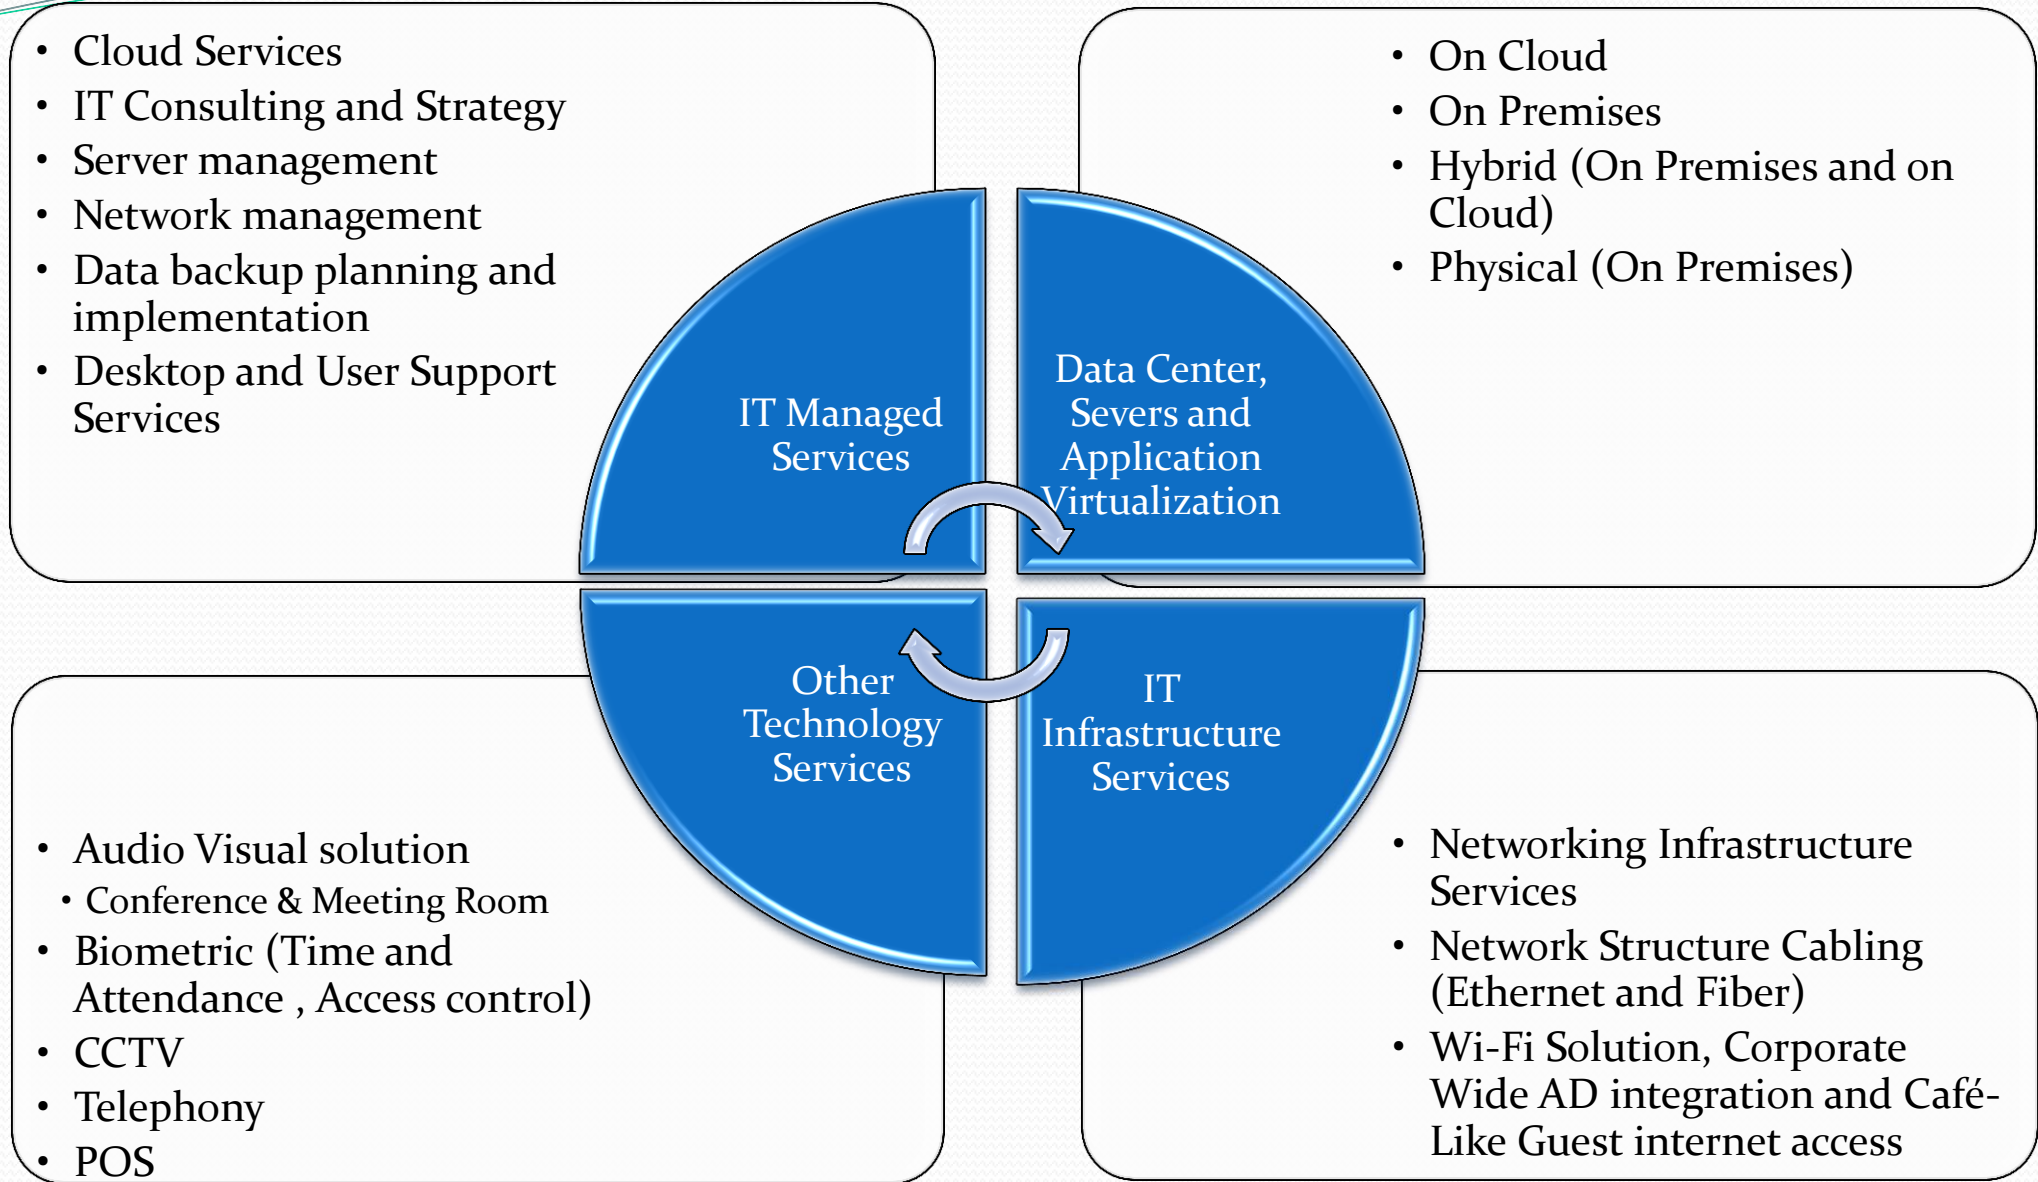 • Cloud Services
• IT Consulting and Strategy
• Server management
• Network management
• Data backup planning and
implementation
• Desktop and User Support
Services
• On Cloud
• On Premises
• Hybrid (On Premises and on
Cloud)
• Physical (On Premises)
IT Managed
Services
Data Center,
Severs and
Application
Virtualization
Other
Technology
Services
IT
Infrastructure
Services
• Audio Visual solution
• Conference & Meeting Room
• Biometric (Time and
Attendance , Access control)
• CCTV
• Telephony
• POS
• Networking Infrastructure
Services
• Network Structure Cabling
(Ethernet and Fiber)
• Wi-Fi Solution, Corporate
Wide AD integration and Café-
Like Guest internet access